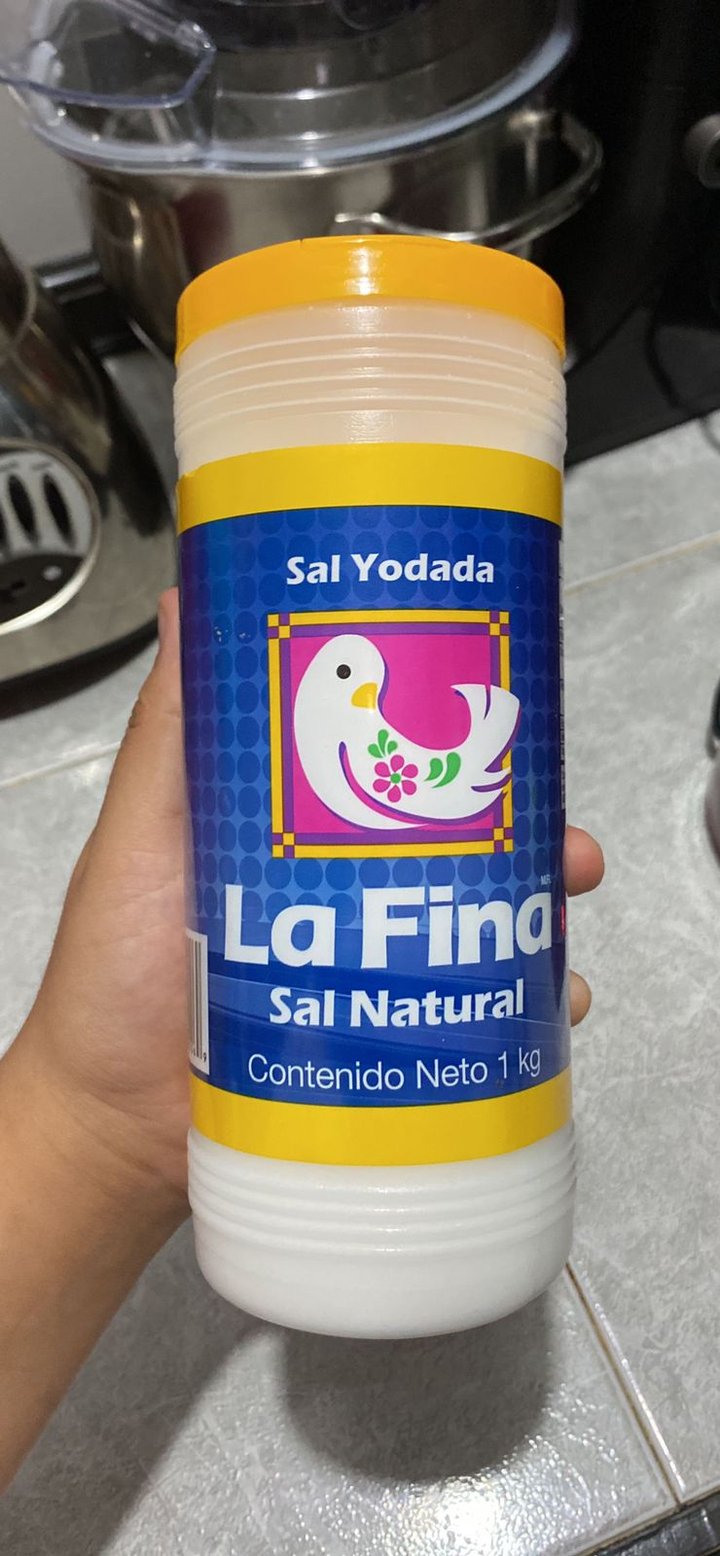 Sal Yodada
La Fina
Sal Natural
Contenido Neto 1 kg